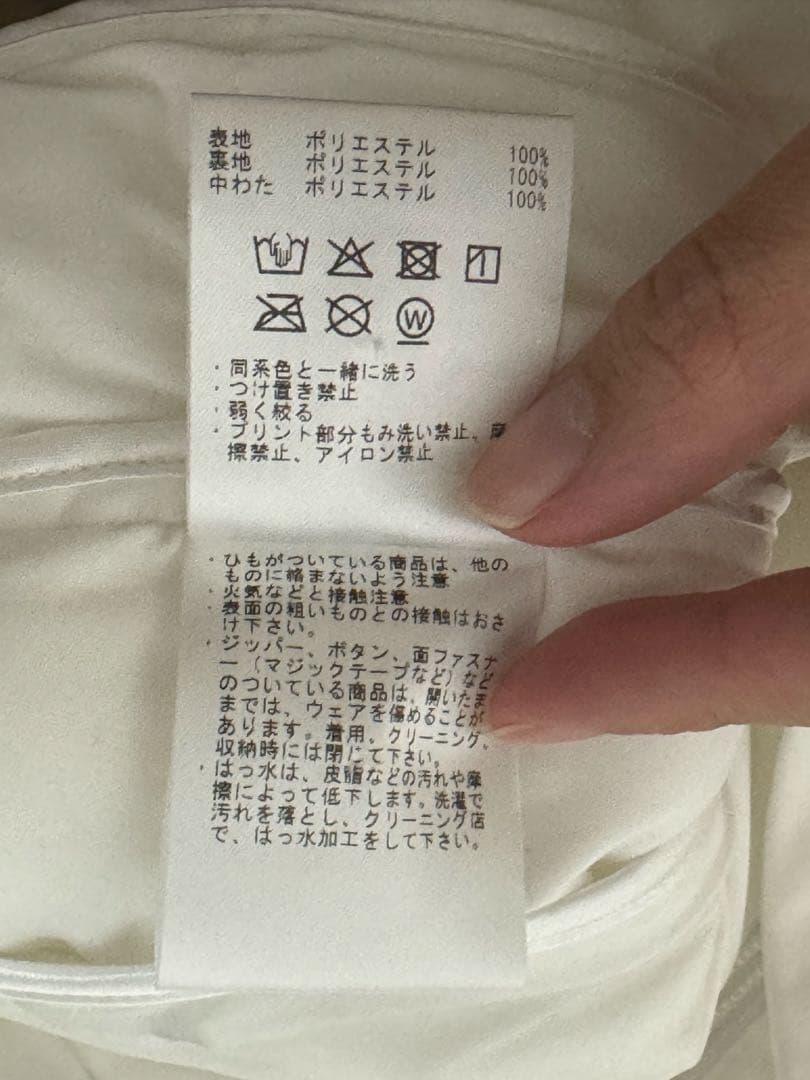 表地 ポリエステル 100%
裏地 ポリエステル 100%
中わた ポリエステル 100%
W
・同系色と一緒に洗う
・つけ置き禁止
・弱く絞る
・プリント部分もみ洗い禁止、摩
擦禁止、アイロン禁止
・ひもがついている商品は、他の
ものに絡まないよう注意
・火気などと接触注意
・表面の粗いものとの接触はおさ
け下さい。
・ジッパー、ボタン、面ファスナ
ー（マジックテープなど）など
のついている商品は、開いたま
までは、ウェアを傷めることが
あります。着用、クリーニング、
収納時には閉じて下さい。
・はっ水は、皮脂などの汚れや摩
擦によって低下します。洗濯で
汚れを落とし、クリーニング店
で、はっ水加工をして下さい。